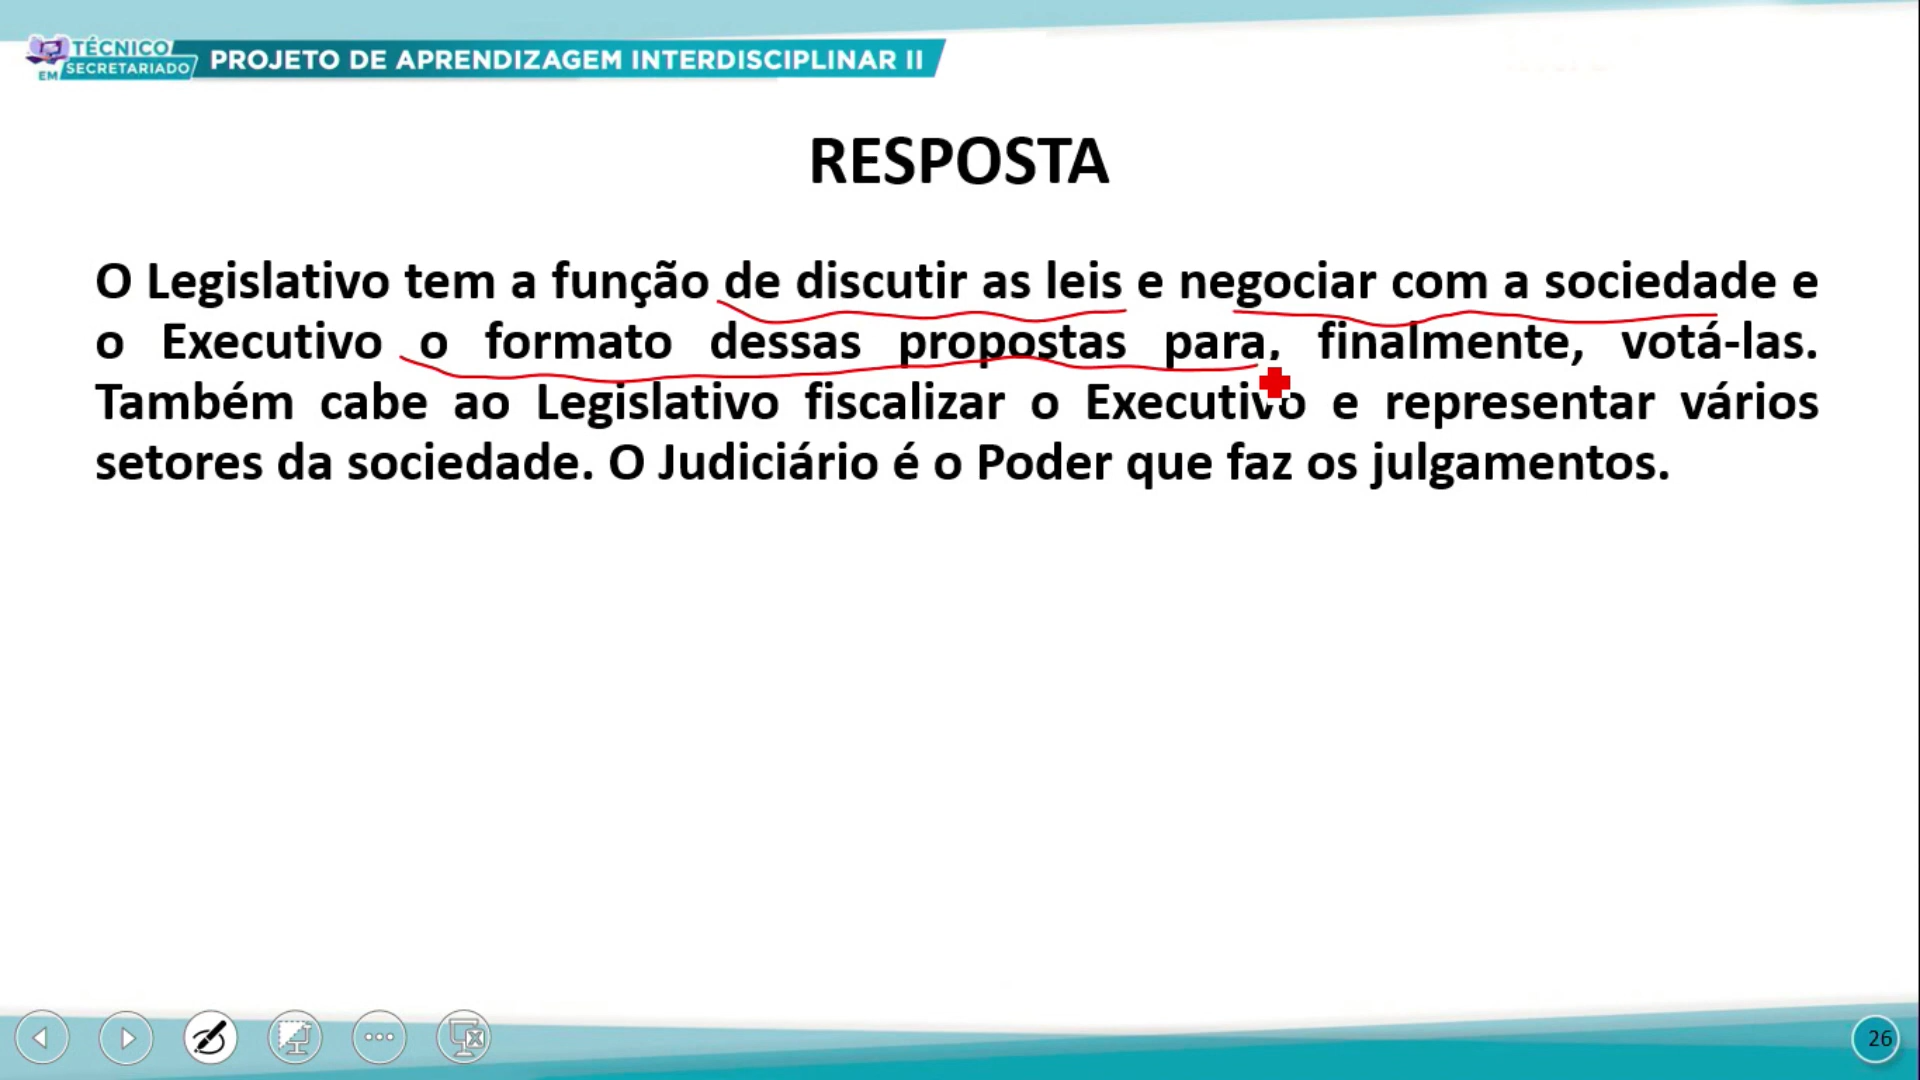 TÉCNICO
EM SECRETARIADO
PROJETO DE APRENDIZAGEM INTERDISCIPLINAR II
RESPOSTA
O Legislativo tem a função de discutir as leis e negociar com a sociedade e
o Executivo o formato dessas propostas para, finalmente, votá-las.
Também cabe ao Legislativo fiscalizar o Executivo e representar vários
setores da sociedade. O Judiciário é o Poder que faz os julgamentos.
26